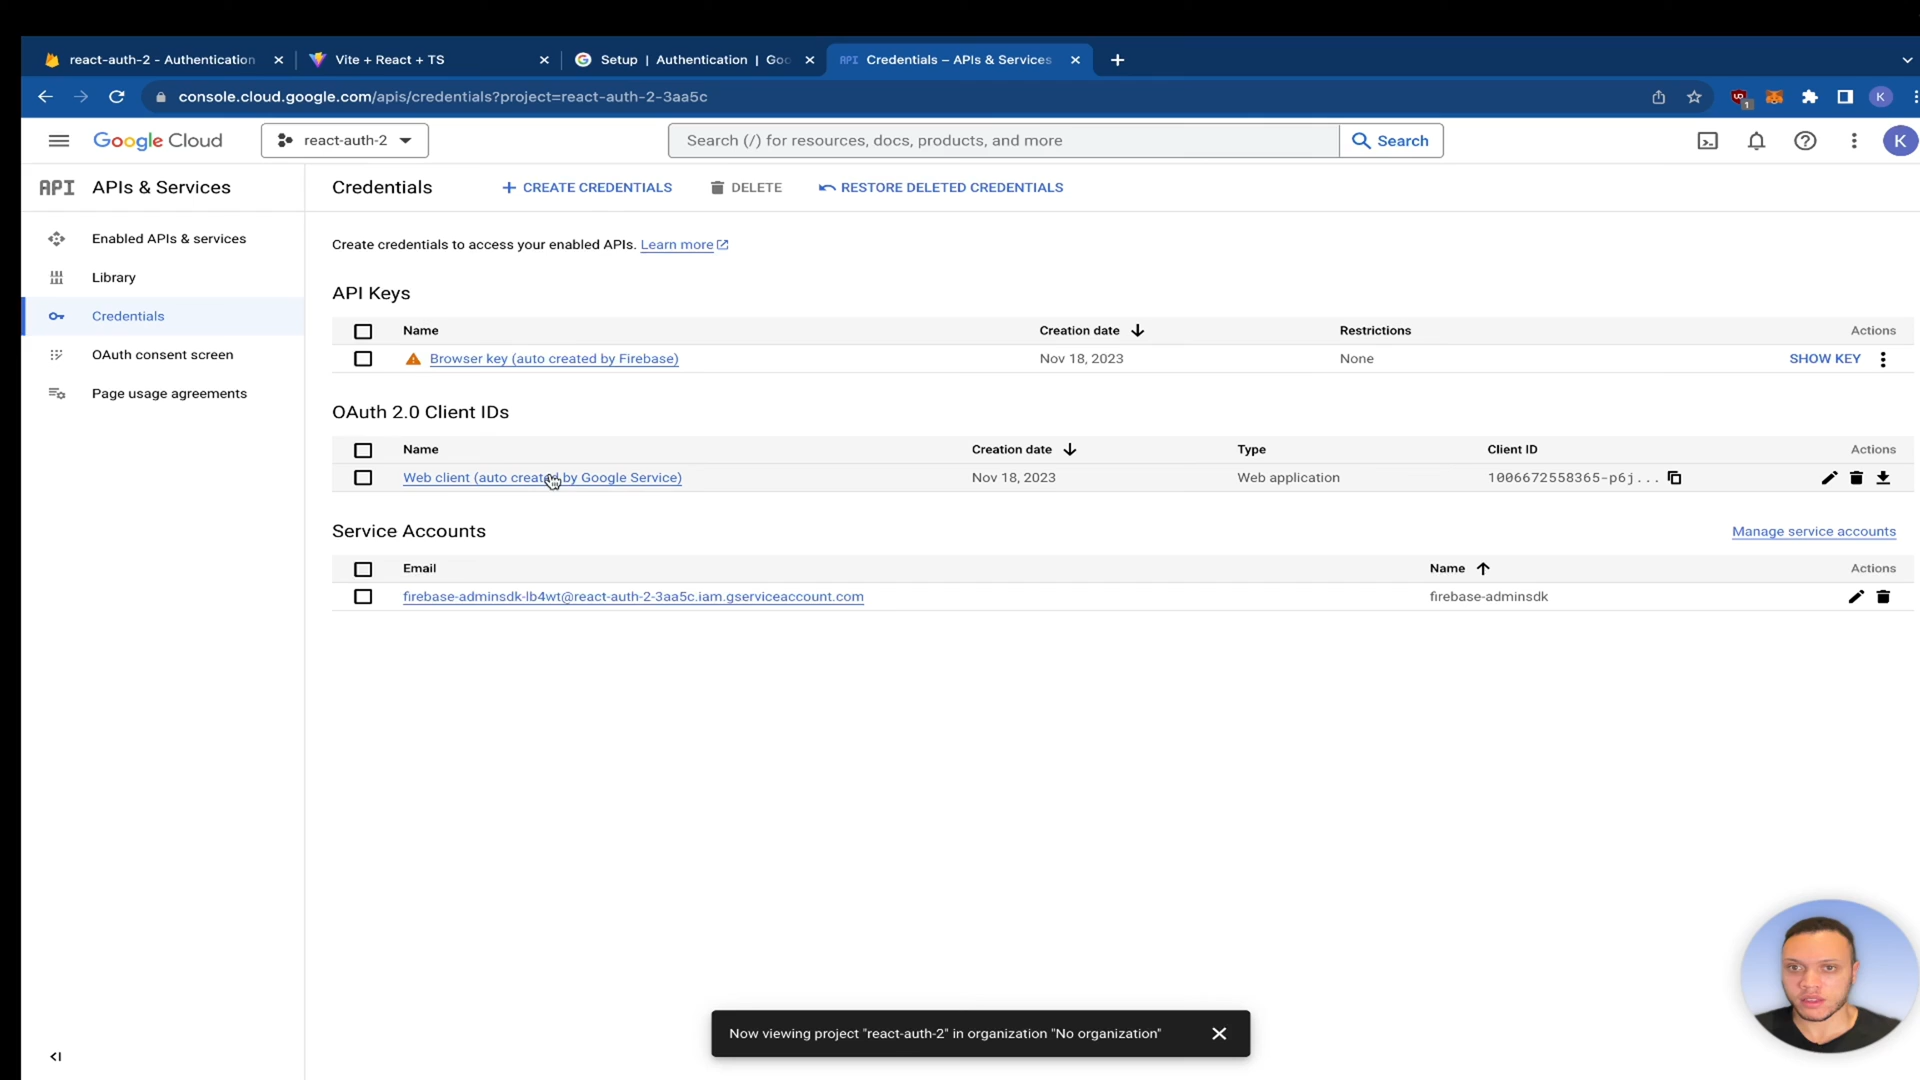 react-auth-2 - Authentication
Vite + React + TS
Setup | Authentication | Goo
API Credentials – APIs & Services
console.cloud.google.com/apis/credentials?project=react-auth-2-3aa5c
1
K
Google Cloud
react-auth-2
Search (/) for resources, docs, products, and more
Search
K
API APIs & Services
Credentials
CREATE CREDENTIALS
DELETE
RESTORE DELETED CREDENTIALS
Enabled APIs & services
Library
Credentials
OAuth consent screen
Page usage agreements
Create credentials to access your enabled APIs. Learn more
API Keys
Name Creation date Restrictions Actions
Browser key (auto created by Firebase) Nov 18, 2023 None SHOW KEY
OAuth 2.0 Client IDs
Name Creation date Type Client ID Actions
Web client (auto created by Google Service) Nov 18, 2023 Web application 1006672558365-p6j...
Service Accounts
Manage service accounts
Email Name Actions
firebase-adminsdk-lb4wt@react-auth-2-3aa5c.iam.gserviceaccount.com firebase-adminsdk
Now viewing project "react-auth-2" in organization "No organization"